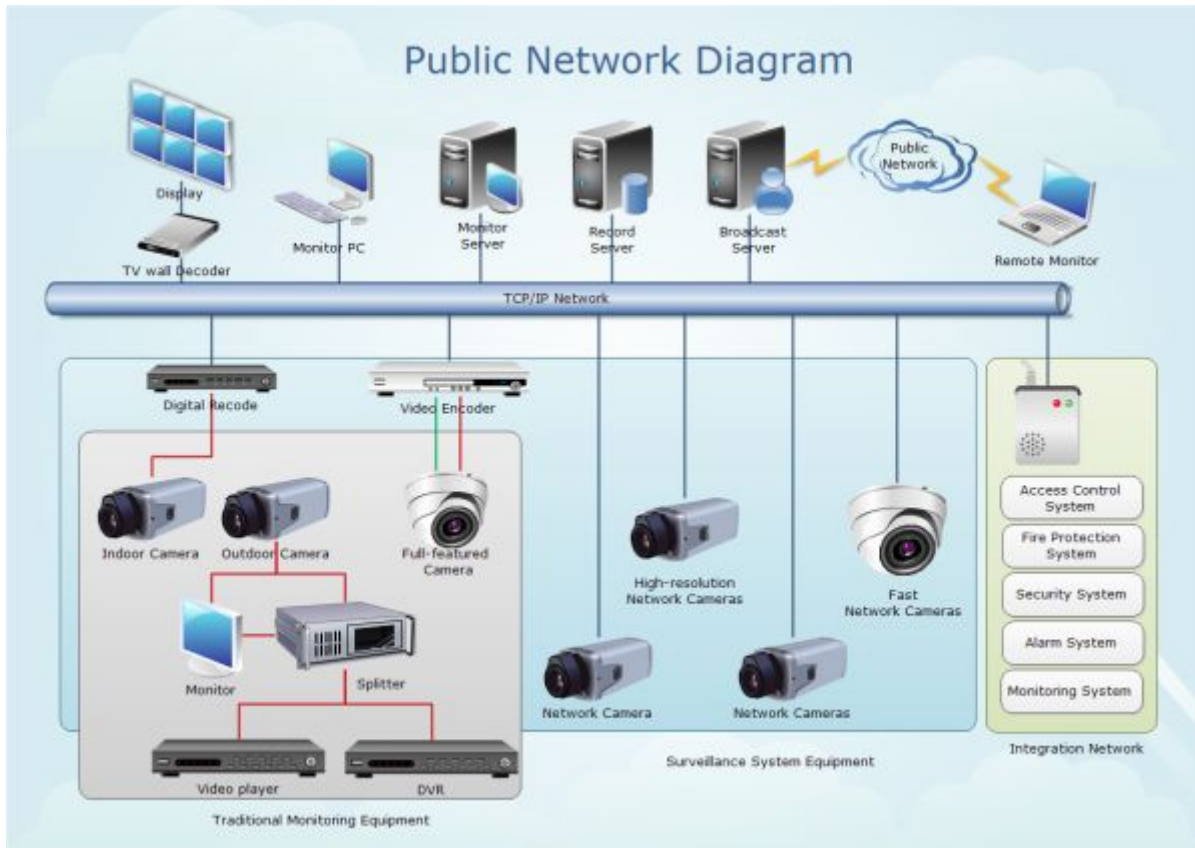 Public Network Diagram
Public
Network
Display
Monitor PC
Monitor
Server
Record
Server
Broadcast
Server
Remote Monitor
TV wall Decoder
TCP/IP Network
Digital Recode
Video Encoder
Indoor Camera
Outdoor Camera
Full-featured
Camera
High-resolution
Network Cameras
Fast
Network Cameras
Access Control
System
Fire Protection
System
Security System
Alarm System
Monitoring System
Monitor
Splitter
Network Camera
Network Cameras
Integration Network
Surveillance System Equipment
Video player
DVR
Traditional Monitoring Equipment